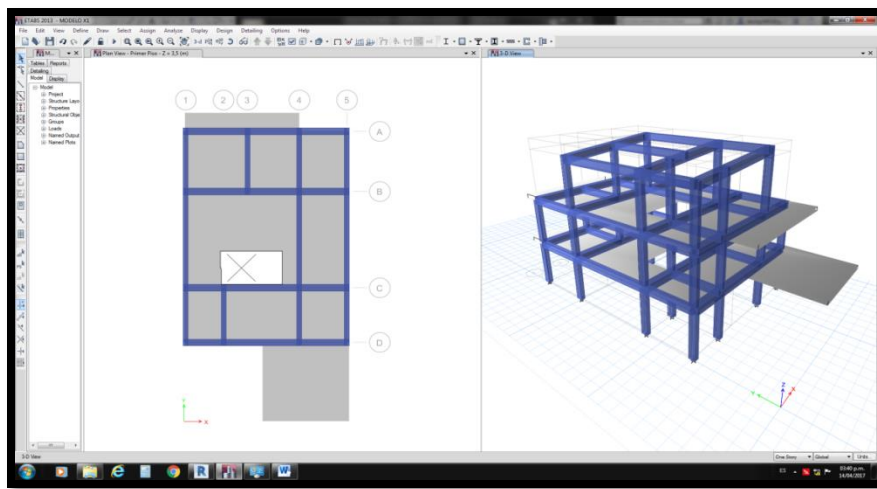 ETABS 2013 - MODELO X1
File Edit View Define Draw Select Assign Analyze Display Design Detailing Options Help
Plan View - Primer Piso - Z = 3,5 (m)
3-D View
Tables Reports
Detailing
Model Display
Model
Project
Structure Layo
Properties
Structural Obje
Groups
Loads
Named Output
Named Plots
1 2 3 4 5
A
B
C
D
Y
X
Z
Y
X
3-D View
One Story
Global
Units...
ES
03:40 p.m.
14/04/2017